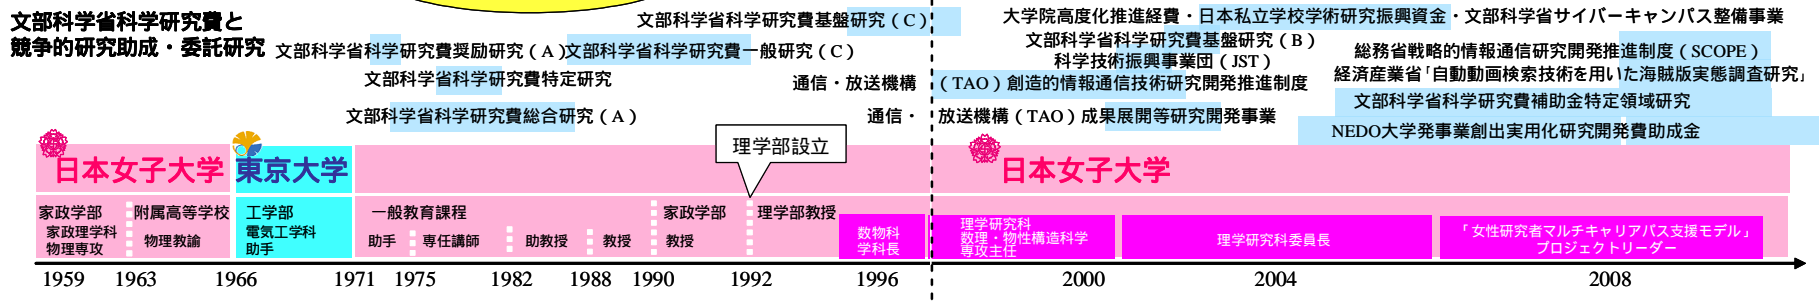 文部科学省科学研究費と
競争的研究助成・委託研究
文部科学省科学研究費基盤研究（C）
文部科学省科学研究費奨励研究（A）
文部科学省科学研究費一般研究（C）
文部科学省科学研究費特定研究
文部科学省科学研究費総合研究（A）
大学院高度化推進経費・日本私立学校学術研究振興資金・文部科学省サイバーキャンパス整備事業
文部科学省科学研究費基盤研究（B）
科学技術振興事業団（JST）
通信・放送機構（TAO）創造的情報通信技術研究開発推進制度
通信・放送機構（TAO）成果展開等研究開発事業
総務省戦略的情報通信研究開発推進制度（SCOPE）
経済産業省「自動動画検索技術を用いた海賊版実態調査研究」
文部科学省科学研究費補助金特定領域研究
NEDO大学発事業創出実用化研究開発費助成金
理学部設立
日本女子大学
東京大学
日本女子大学
家政学部
家政理学科
物理専攻
附属高等学校
物理教諭
工学部
電気工学科
助手
一般教育課程
助手
専任講師
助教授
教授
家政学部
教授
理学部教授
数物科
学科長
理学研究科
数理・物性構造科学
専攻主任
理学研究科委員長
「女性研究者マルチキャリアパス支援モデル」
プロジェクトリーダー
1959 1963 1966 1971 1975 1982 1988 1990 1992 1996 2000 2004 2008